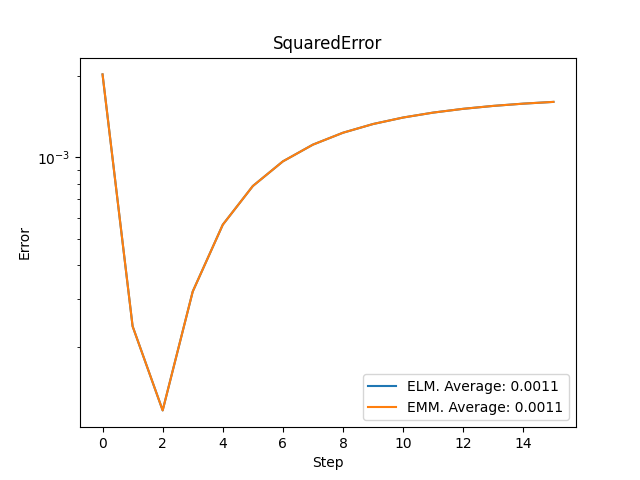 SquaredError
10⁻³
Error
ELM. Average: 0.0011
EMM. Average: 0.0011
0 2 4 6 8 10 12 14
Step